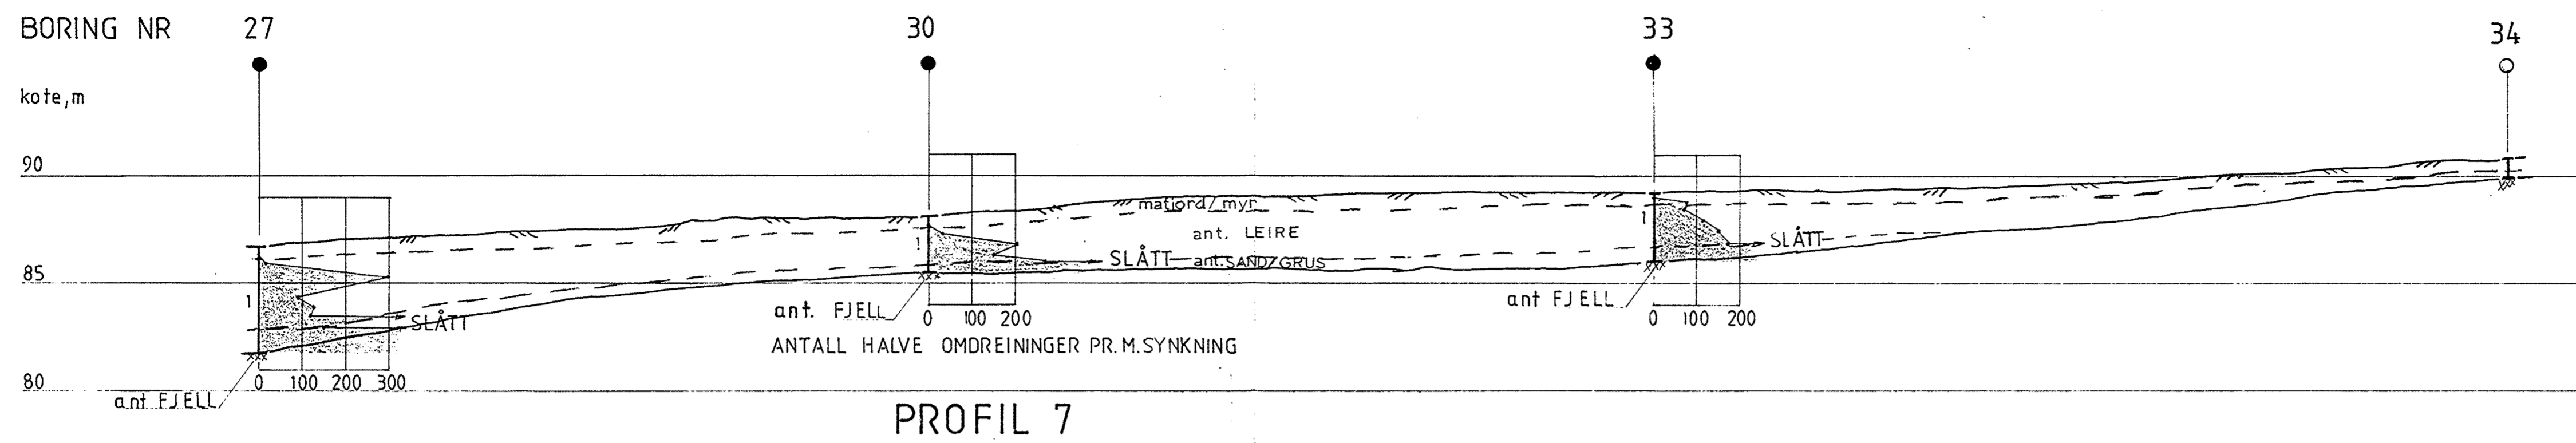 BORING NR 27 30 33 34
kote,m
90
matjord/myr
1 1
ant. LEIRE
SLÅTT
SLÅTT
ant. SAND/GRUS
85
1
ant. FJELL
ant FJELL
0 100 200
0 100 200
SLÅTT
ANTALL HALVE OMDREININGER PR. M. SYNKNING
80
0 100 200 300
ant FJELL
PROFIL 7